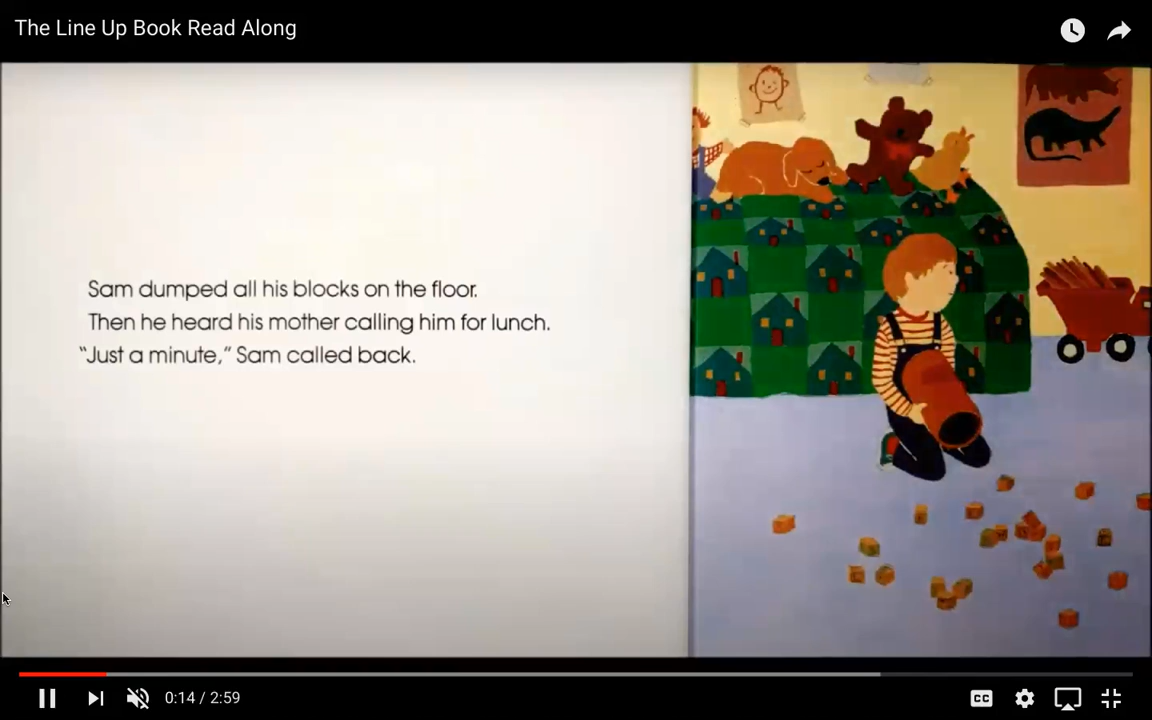 The Line Up Book Read Along
Sam dumped all his blocks on the floor.
Then he heard his mother calling him for lunch.
“Just a minute,” Sam called back.
0:14 / 2:59
CC